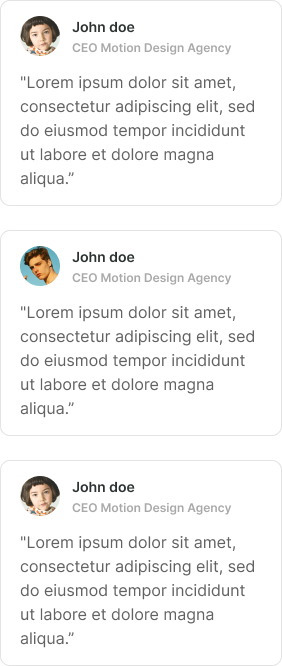 John doe
CEO Motion Design Agency
"Lorem ipsum dolor sit amet,
consectetur adipiscing elit, sed
do eiusmod tempor incididunt
ut labore et dolore magna
aliqua.”
John doe
CEO Motion Design Agency
"Lorem ipsum dolor sit amet,
consectetur adipiscing elit, sed
do eiusmod tempor incididunt
ut labore et dolore magna
aliqua.”
John doe
CEO Motion Design Agency
"Lorem ipsum dolor sit amet,
consectetur adipiscing elit, sed
do eiusmod tempor incididunt
ut labore et dolore magna
aliqua.”